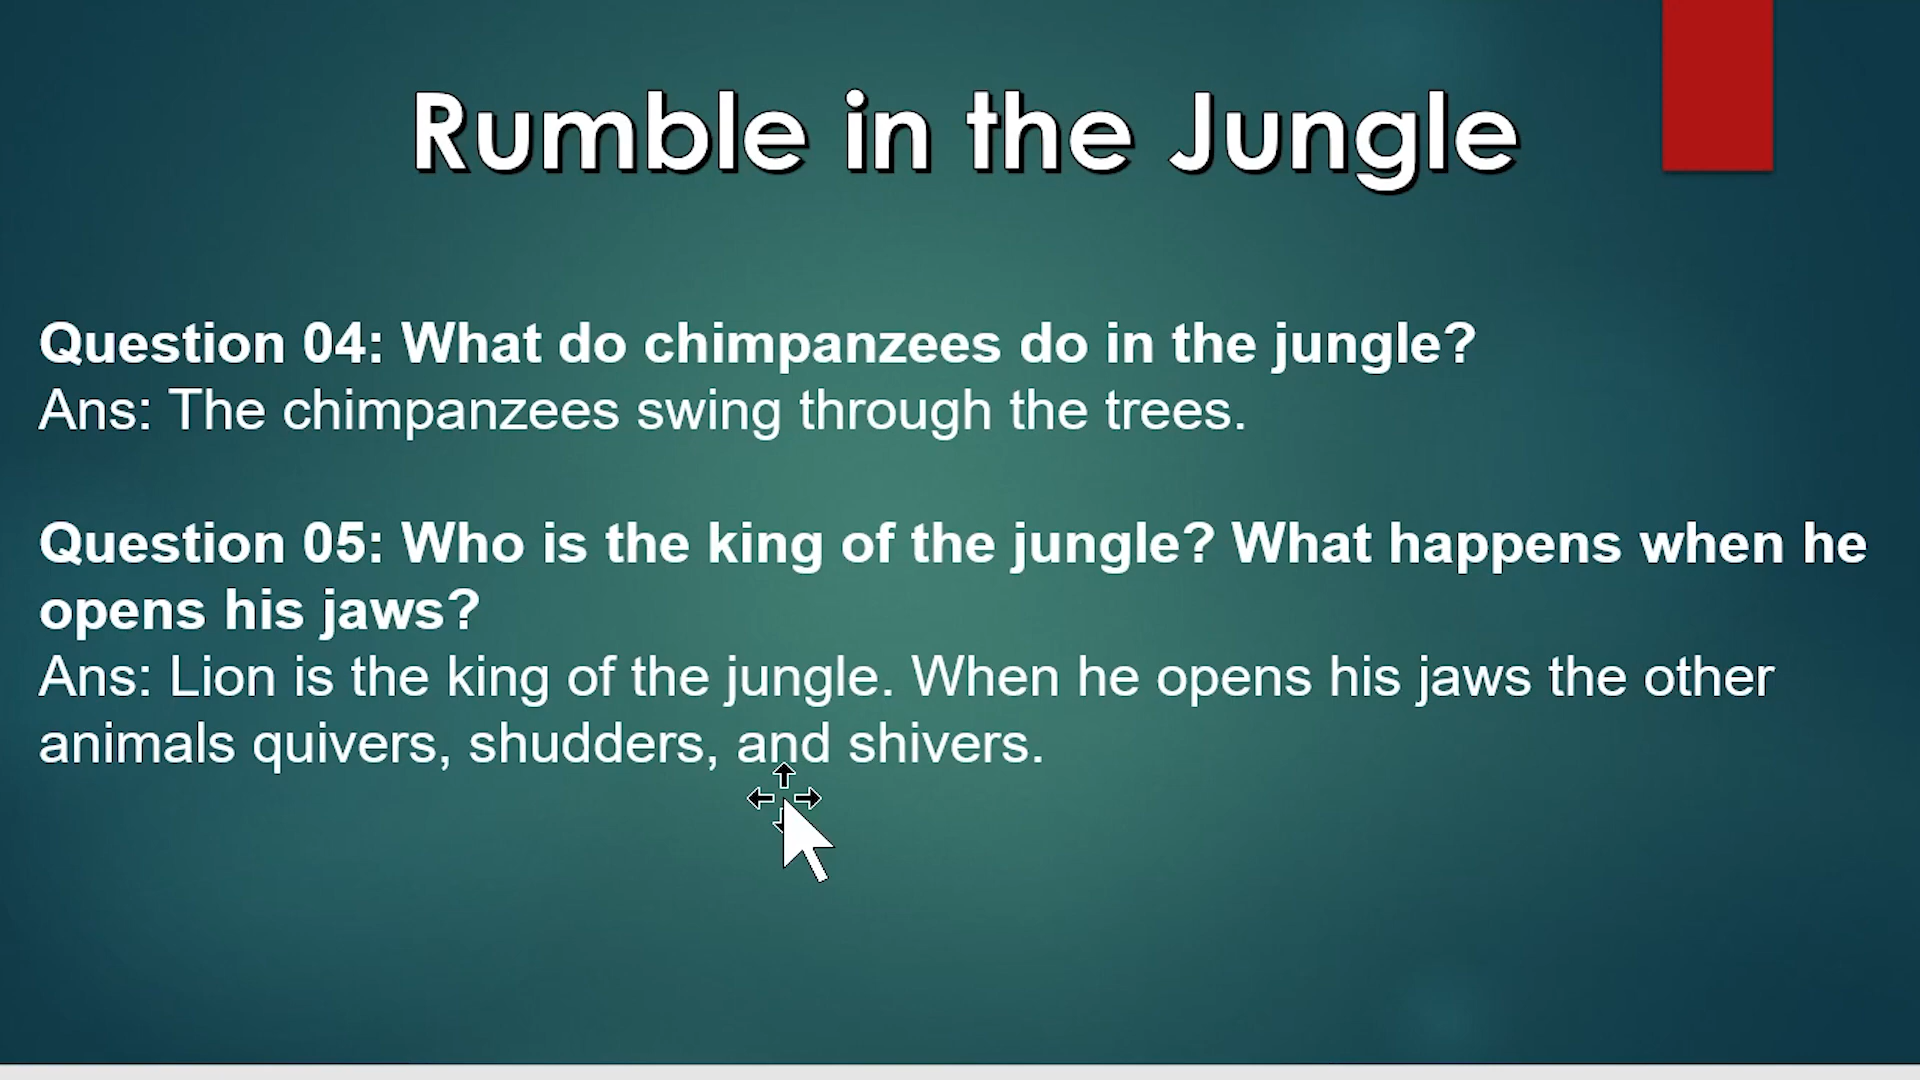 Rumble in the Jungle
Question 04: What do chimpanzees do in the jungle?
Ans: The chimpanzees swing through the trees.
Question 05: Who is the king of the jungle? What happens when he
opens his jaws?
Ans: Lion is the king of the jungle. When he opens his jaws the other
animals quivers, shudders, and shivers.